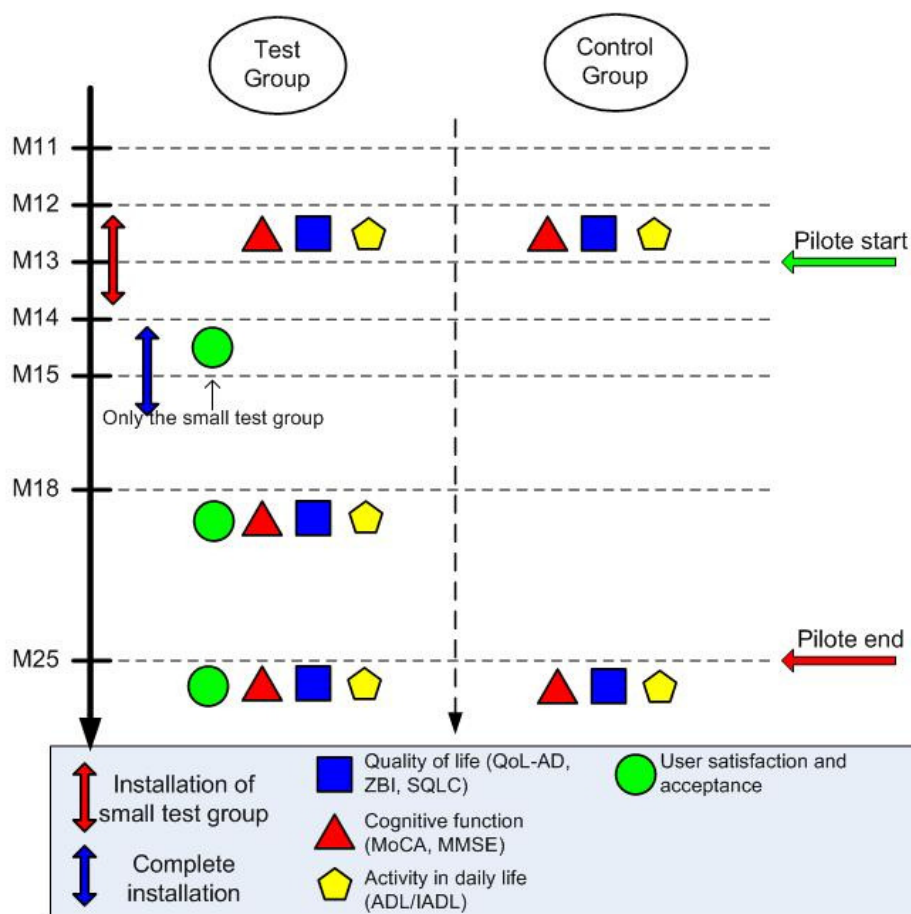 Test
Group
Control
Group
M11
M12
Pilote start
M13
M14
M15
Only the small test group
M18
Pilote end
M25
Installation of
small test group
Complete
installation
Quality of life (QoL-AD,
ZBI, SQLC)
Cognitive function
(MoCA, MMSE)
Activity in daily life
(ADL/IADL)
User satisfaction and
acceptance